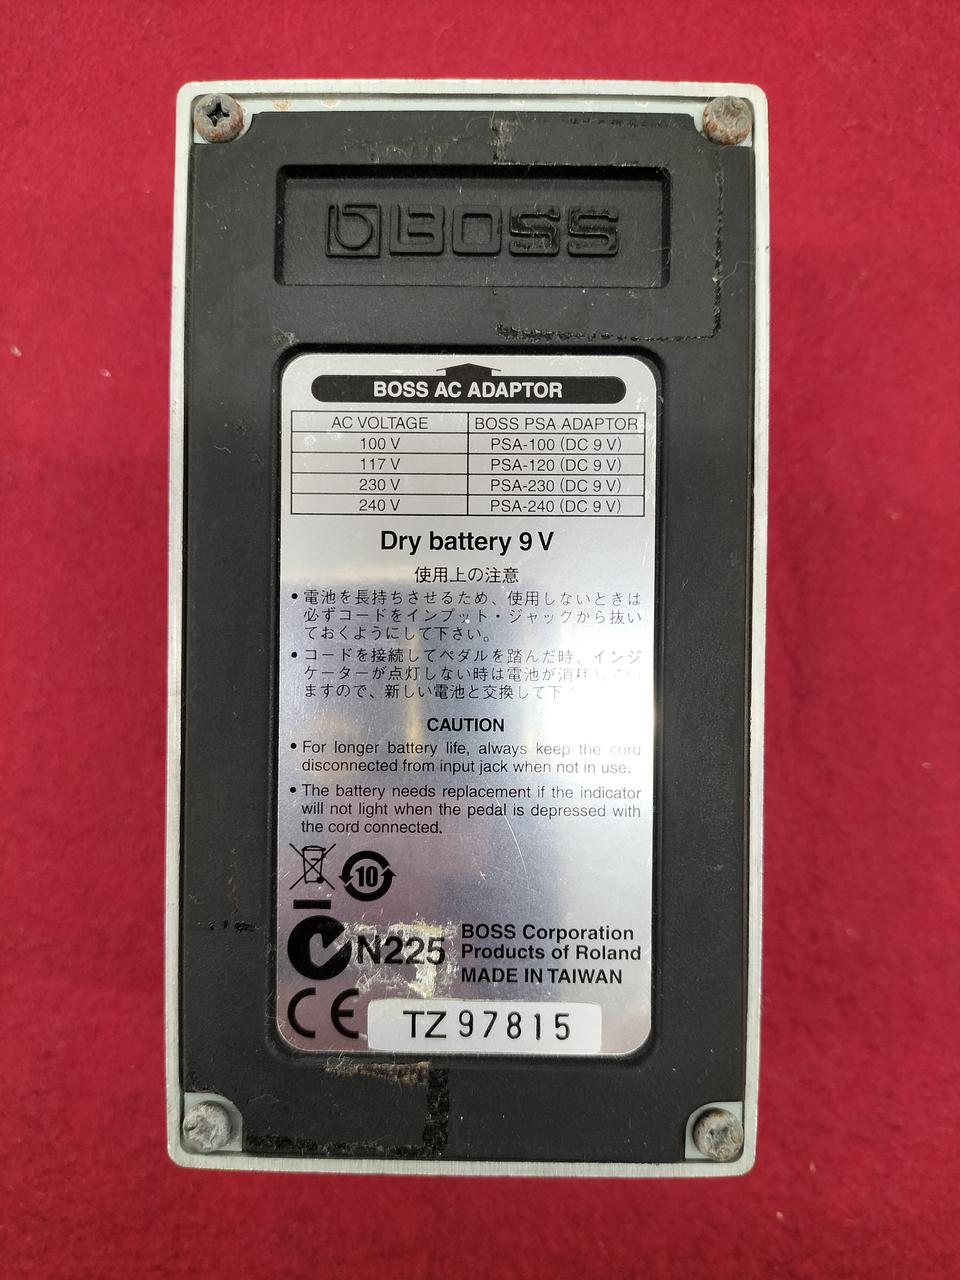 BOSS
BOSS AC ADAPTOR
AC VOLTAGE BOSS PSA ADAPTOR
100 V PSA-100 (DC 9 V)
117 V PSA-120 (DC 9 V)
230 V PSA-230 (DC 9 V)
240 V PSA-240 (DC 9 V)
Dry battery 9 V
使用上の注意
• 電池を長持ちさせるため、使用しないときは
必ずコードをインプット・ジャックから抜い
ておくようにして下さい。
• コードを接続してペダルを踏んだ時、インジ
ケーターが点灯しない時は電池が消耗してい
ますので、新しい電池と交換して下
CAUTION
• For longer battery life, always keep the cord
disconnected from input jack when not in use.
• The battery needs replacement if the indicator
will not light when the pedal is depressed with
the cord connected.
10
N225
BOSS Corporation
Products of Roland
MADE IN TAIWAN
CE
TZ97815